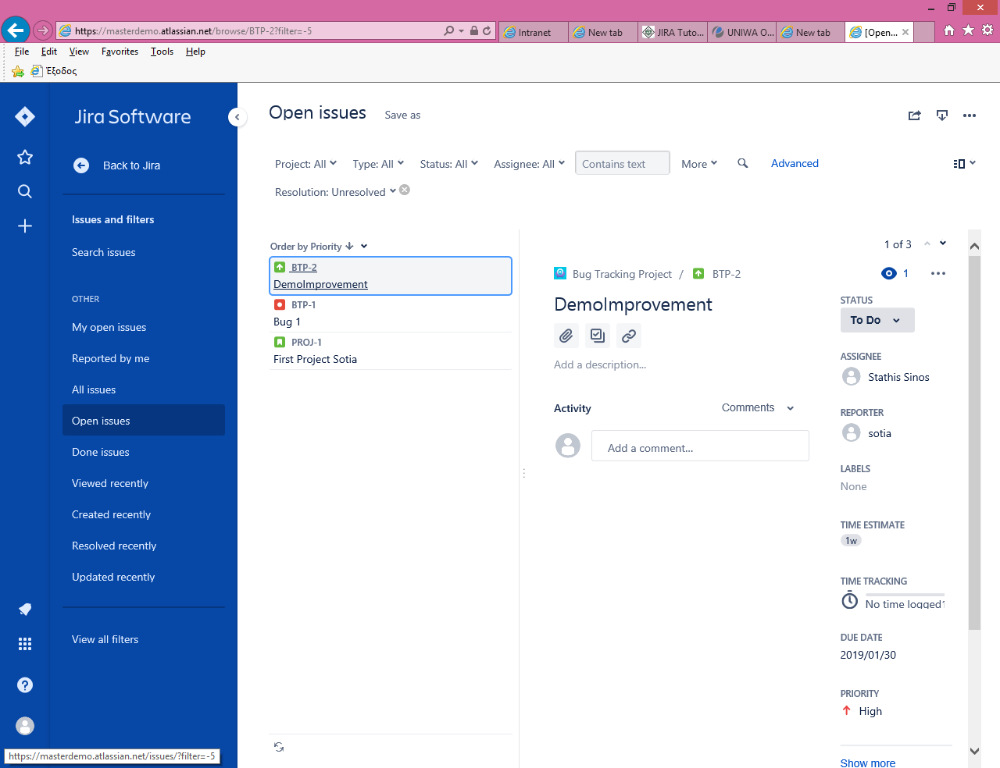 https://masterdemo.atlassian.net/browse/BTP-2?filter=-5
Intranet
New tab
JIRA Tuto...
UNIWA O...
New tab
[Open...
File Edit View Favorites Tools Help
Έξοδος
Jira Software
Back to Jira
Issues and filters
Search issues
OTHER
My open issues
Reported by me
All issues
Open issues
Done issues
Viewed recently
Created recently
Resolved recently
Updated recently
View all filters
https://masterdemo.atlassian.net/issues/?filter=-5
Open issues Save as
Project: All Type: All Status: All Assignee: All Contains text More Advanced
Resolution: Unresolved
Order by Priority
BTP-2
DemoImprovement
BTP-1
Bug 1
PROJ-1
First Project Sotia
1 of 3
Bug Tracking Project / BTP-2
1
DemoImprovement
Add a description...
Activity
Comments
Add a comment...
STATUS
To Do
ASSIGNEE
Stathis Sinos
REPORTER
sotia
LABELS
None
TIME ESTIMATE
1w
TIME TRACKING
No time logged
DUE DATE
2019/01/30
PRIORITY
High
Show more